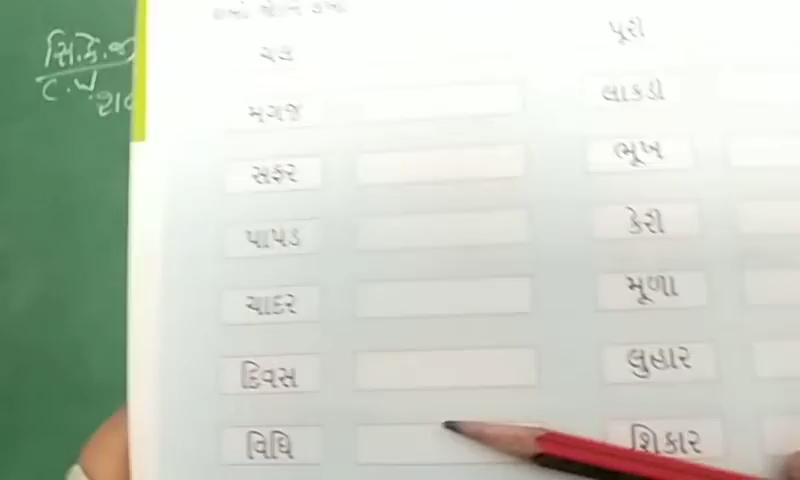 પૂરી
મગજ લાકડી
સફર ભૂખ
પાપડ કેરી
ચાદર મૂળા
દિવસ લુહાર
વિધિ શિકાર